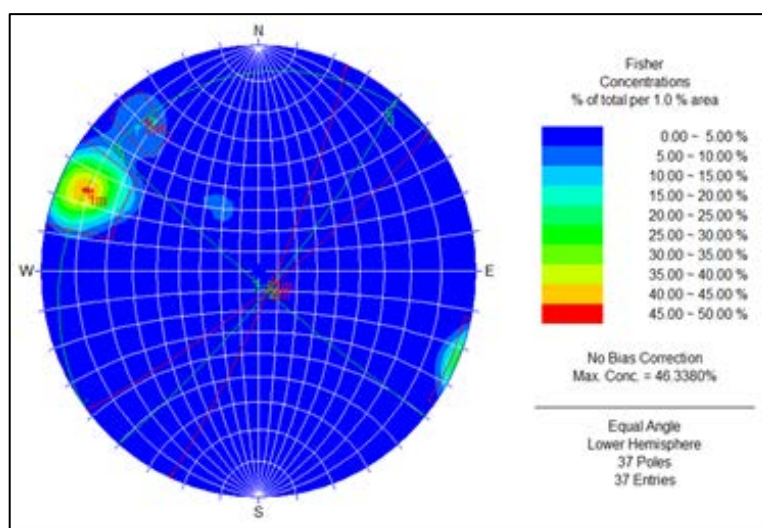 N
W
E
S
Fisher
Concentrations
% of total per 1.0 % area
0.00 ~ 5.00 %
5.00 ~ 10.00 %
10.00 ~ 15.00 %
15.00 ~ 20.00 %
20.00 ~ 25.00 %
25.00 ~ 30.00 %
30.00 ~ 35.00 %
35.00 ~ 40.00 %
40.00 ~ 45.00 %
45.00 ~ 50.00 %
No Bias Correction
Max. Conc. = 46.3380%
Equal Angle
Lower Hemisphere
37 Poles
37 Entries